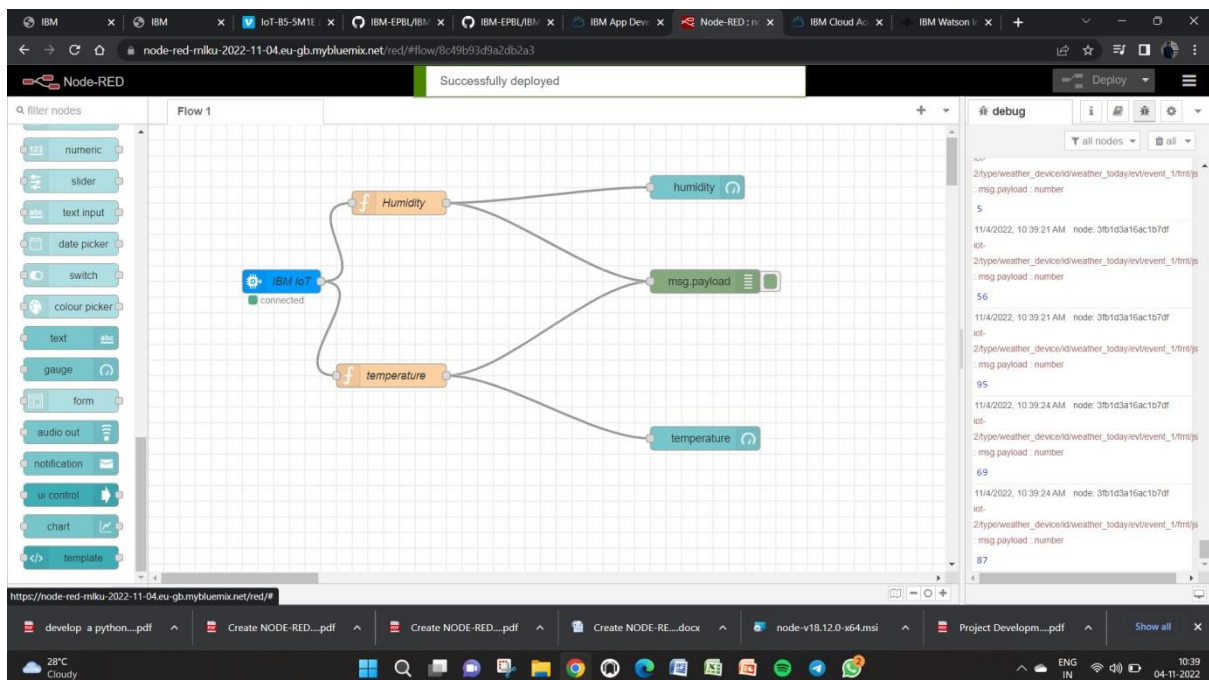 IBM
IBM
IoT-B5-5M1E
IBM-EPBL/IBM
IBM-EPBL/IBM
IBM App Deve
Node-RED : n
IBM Cloud Ac
IBM Watson I
node-red-rnlku-2022-11-04.eu-gb.mybluemix.net/red/#flow/8c49b93d9a2db2a3
Node-RED
Successfully deployed
Deploy
filter nodes
123 numeric
slider
abc text input
date picker
switch
colour picker
text abc
gauge
form
audio out
notification
ui control
chart
</> template
Flow 1
f Humidity
humidity
IBM IoT
connected
msg.payload
f temperature
temperature
debug
i
all nodes
all
iot-
2/type/weather_device/id/weather_today/evt/event_1/fmt/js
: msg.payload : number
5
11/4/2022, 10:39:21 AM node: 3fb1d3a16ac1b7df
iot-
2/type/weather_device/id/weather_today/evt/event_1/fmt/js
: msg.payload : number
56
11/4/2022, 10:39:21 AM node: 3fb1d3a16ac1b7df
iot-
2/type/weather_device/id/weather_today/evt/event_1/fmt/js
: msg.payload : number
95
11/4/2022, 10:39:24 AM node: 3fb1d3a16ac1b7df
iot-
2/type/weather_device/id/weather_today/evt/event_1/fmt/js
: msg.payload : number
69
11/4/2022, 10:39:24 AM node: 3fb1d3a16ac1b7df
iot-
2/type/weather_device/id/weather_today/evt/event_1/fmt/js
: msg.payload : number
87
https://node-red-rnlku-2022-11-04.eu-gb.mybluemix.net/red/#
develop a python....pdf
Create NODE-RED....pdf
Create NODE-RED....pdf
Create NODE-RE....docx
node-v18.12.0-x64.msi
Project Developm....pdf
Show all
28°C
Cloudy
2
ENG
IN
10:39
04-11-2022